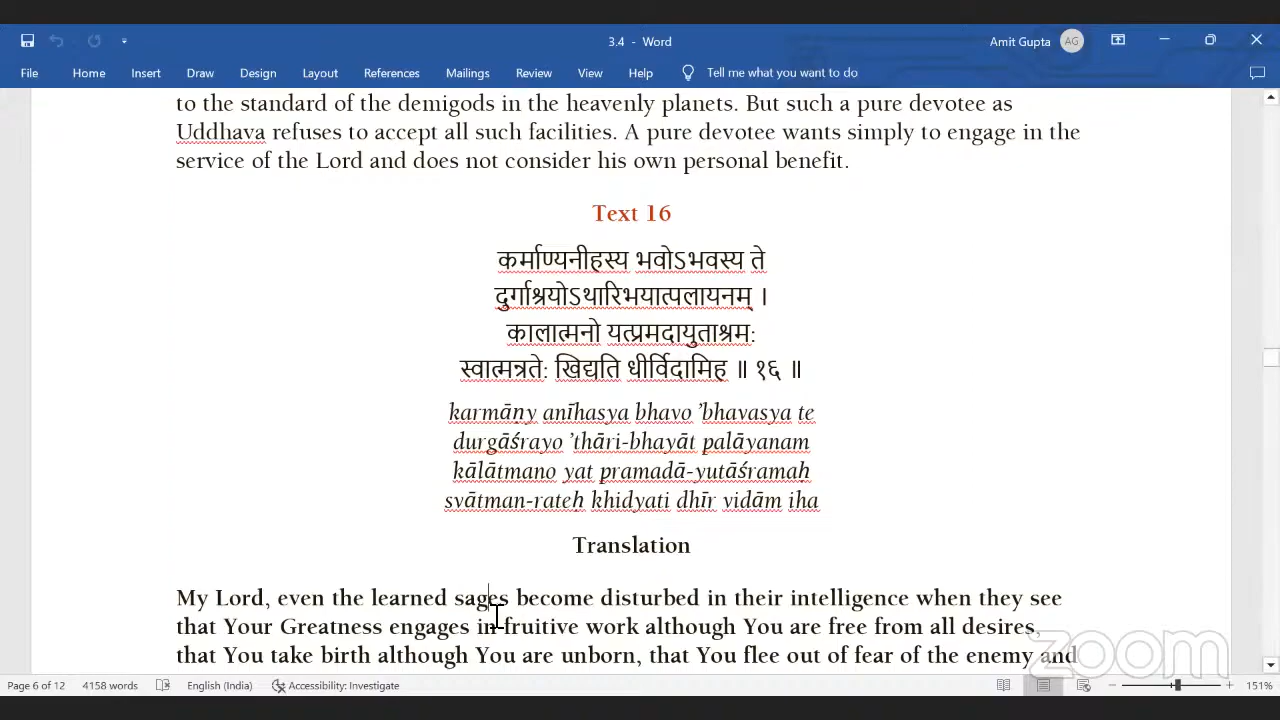 3.4 - Word
Amit Gupta AG
File Home Insert Draw Design Layout References Mailings Review View Help Tell me what you want to do
to the standard of the demigods in the heavenly planets. But such a pure devotee as
Uddhava refuses to accept all such facilities. A pure devotee wants simply to engage in the
service of the Lord and does not consider his own personal benefit.
Text 16
कर्माण्यनीहस्य भवोऽभवस्य ते
दुर्गाश्रयोऽथारिभयात्पलायनम् ।
कालात्मनो यत्प्रमदायुताश्रम:
स्वात्मन्रते: खिद्यति धीर्विदामिह ॥ १६ ॥
karmāṇy anīhasya bhavo ’bhavasya te
durgāśrayo ’thāri-bhayāt palāyanam
kālātmano yat pramadā-yutāśramaḥ
svātman-rateḥ khidyati dhīr vidām iha
Translation
My Lord, even the learned sages become disturbed in their intelligence when they see
that Your Greatness engages in fruitive work although You are free from all desires,
that You take birth although You are unborn, that You flee out of fear of the enemy and
zoom
Page 6 of 12 4158 words English (India) Accessibility: Investigate 151%